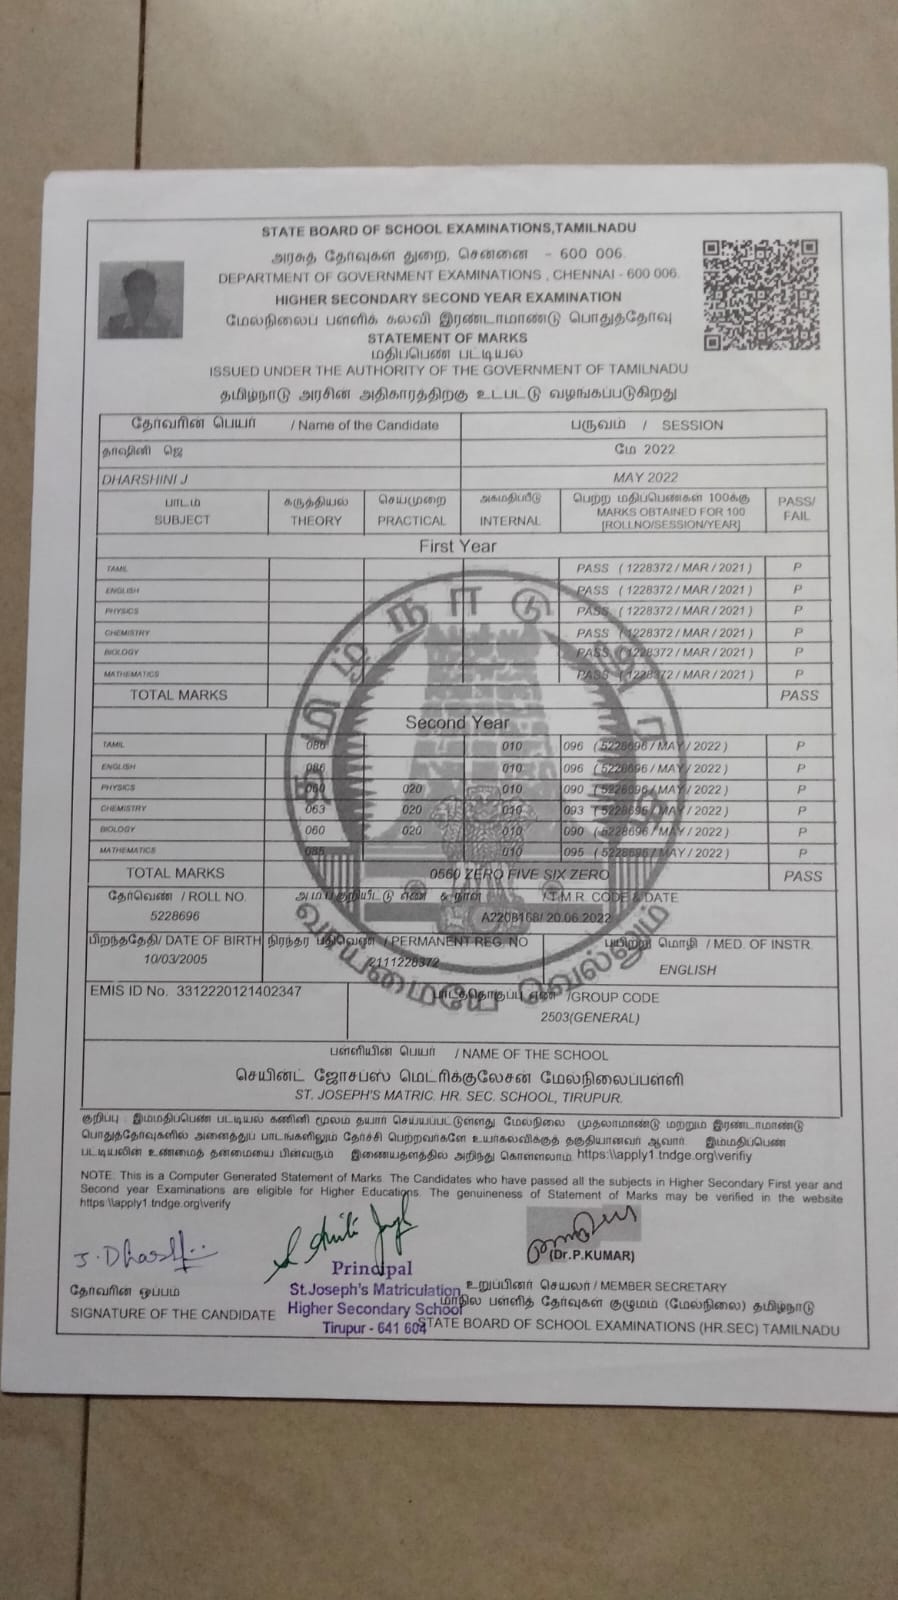 STATE BOARD OF SCHOOL EXAMINATIONS,TAMILNADU
அரசுத் தேர்வுகள் துறை, சென்னை - 600 006.
DEPARTMENT OF GOVERNMENT EXAMINATIONS , CHENNAI - 600 006.
HIGHER SECONDARY SECOND YEAR EXAMINATION
மேல்நிலைப் பள்ளிக் கல்வி இரண்டாமாண்டு பொதுத்தேர்வு
STATEMENT OF MARKS
மதிப்பெண் பட்டியல்
ISSUED UNDER THE AUTHORITY OF THE GOVERNMENT OF TAMILNADU
தமிழ்நாடு அரசின் அதிகாரத்திற்கு உட்பட்டு வழங்கப்படுகிறது
தேர்வரின் பெயர் / Name of the Candidate பருவம் / SESSION
தர்ஷினி ஜெ மே 2022
DHARSHINI J MAY 2022
பாடம் கருத்தியல் செய்முறை அகமதிப்பீடு பெற்ற மதிப்பெண்கள் 100க்கு PASS/
SUBJECT THEORY PRACTICAL INTERNAL MARKS OBTAINED FOR 100 FAIL
[ROLLNO/SESSION/YEAR]
First Year
TAMIL PASS ( 1228372 / MAR / 2021 ) P
ENGLISH PASS ( 1228372 / MAR / 2021 ) P
PHYSICS PASS ( 1228372 / MAR / 2021 ) P
CHEMISTRY PASS ( 1228372 / MAR / 2021 ) P
BIOLOGY PASS ( 1228372 / MAR / 2021 ) P
MATHEMATICS PASS ( 1228372 / MAR / 2021 ) P
TOTAL MARKS PASS
Second Year
TAMIL 086 010 096 ( 5228696 / MAY / 2022 ) P
ENGLISH 086 010 096 ( 5228696 / MAY / 2022 ) P
PHYSICS 060 020 010 090 ( 5228696 / MAY / 2022 ) P
CHEMISTRY 063 020 010 093 ( 5228696 / MAY / 2022 ) P
BIOLOGY 060 020 010 090 ( 5228696 / MAY / 2022 ) P
MATHEMATICS 085 010 095 ( 5228696 / MAY / 2022 ) P
TOTAL MARKS 0560 ZERO FIVE SIX ZERO PASS
தேர்வெண் / ROLL NO. எண் & நாள் / T.M.R. CODE & DATE
5228696 A220B168/ 20.06.2022
பிறந்ததேதி/ DATE OF BIRTH நிரந்தர பதிவெண் / PERMANENT REG. NO பயிற்று மொழி / MED. OF INSTR.
10/03/2005 2111228372 ENGLISH
EMIS ID No. 3312220121402347 பாடத்தொகுப்பு எண் /GROUP CODE
2503(GENERAL)
பள்ளியின் பெயர் / NAME OF THE SCHOOL
செயின்ட் ஜோசப்ஸ் மெட்ரிக்குலேசன் மேல்நிலைப்பள்ளி
ST. JOSEPH'S MATRIC. HR. SEC. SCHOOL, TIRUPUR.
குறிப்பு : இம்மதிப்பெண் பட்டியல் கணினி மூலம் தயார் செய்யப்பட்டுள்ளது மேல்நிலை முதலாமாண்டு மற்றும் இரண்டாமாண்டு
பொதுத்தேர்வுகளில் அனைத்துப் பாடங்களிலும் தேர்ச்சி பெற்றவர்களே உயர்கல்விக்குத் தகுதியானவர் ஆவார். இம்மதிப்பெண்
பட்டியலின் உண்மைத் தன்மையை பின்வரும் இணையதளத்தில் அறிந்து கொள்ளலாம் https:\\apply1.tndge.org\verifiy
NOTE: This is a Computer Generated Statement of Marks. The Candidates who have passed all the subjects in Higher Secondary First year and
Second year Examinations are eligible for Higher Educations. The genuineness of Statement of Marks may be verified in the website
https:\\apply1.tndge.org\verify
(Dr.P.KUMAR)
Principal
தேர்வரின் ஒப்பம் St.Joseph's Matriculation உறுப்பினர் செயலர் / MEMBER SECRETARY
SIGNATURE OF THE CANDIDATE Higher Secondary School மாநில பள்ளித் தேர்வுகள் குழுமம் (மேல்நிலை) தமிழ்நாடு
Tirupur - 641 604 STATE BOARD OF SCHOOL EXAMINATIONS (HR.SEC) TAMILNADU
தமிழ்நாடு அரசு
வாய்மையே வெல்லும்